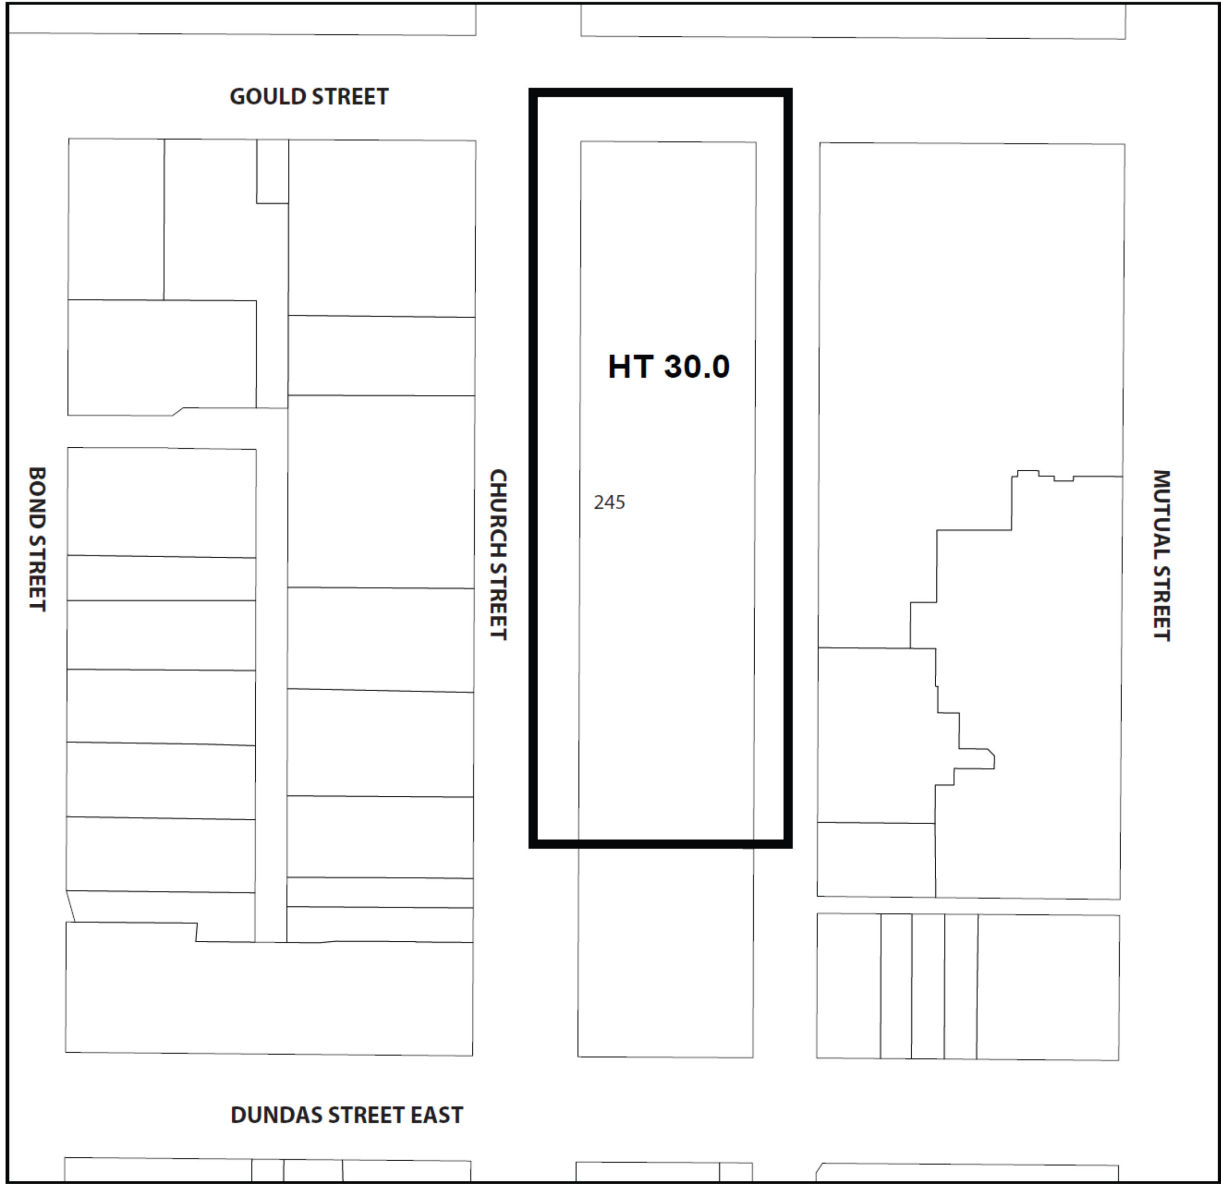 GOULD STREET
HT 30.0
BOND STREET
CHURCH STREET
245
MUTUAL STREET
DUNDAS STREET EAST